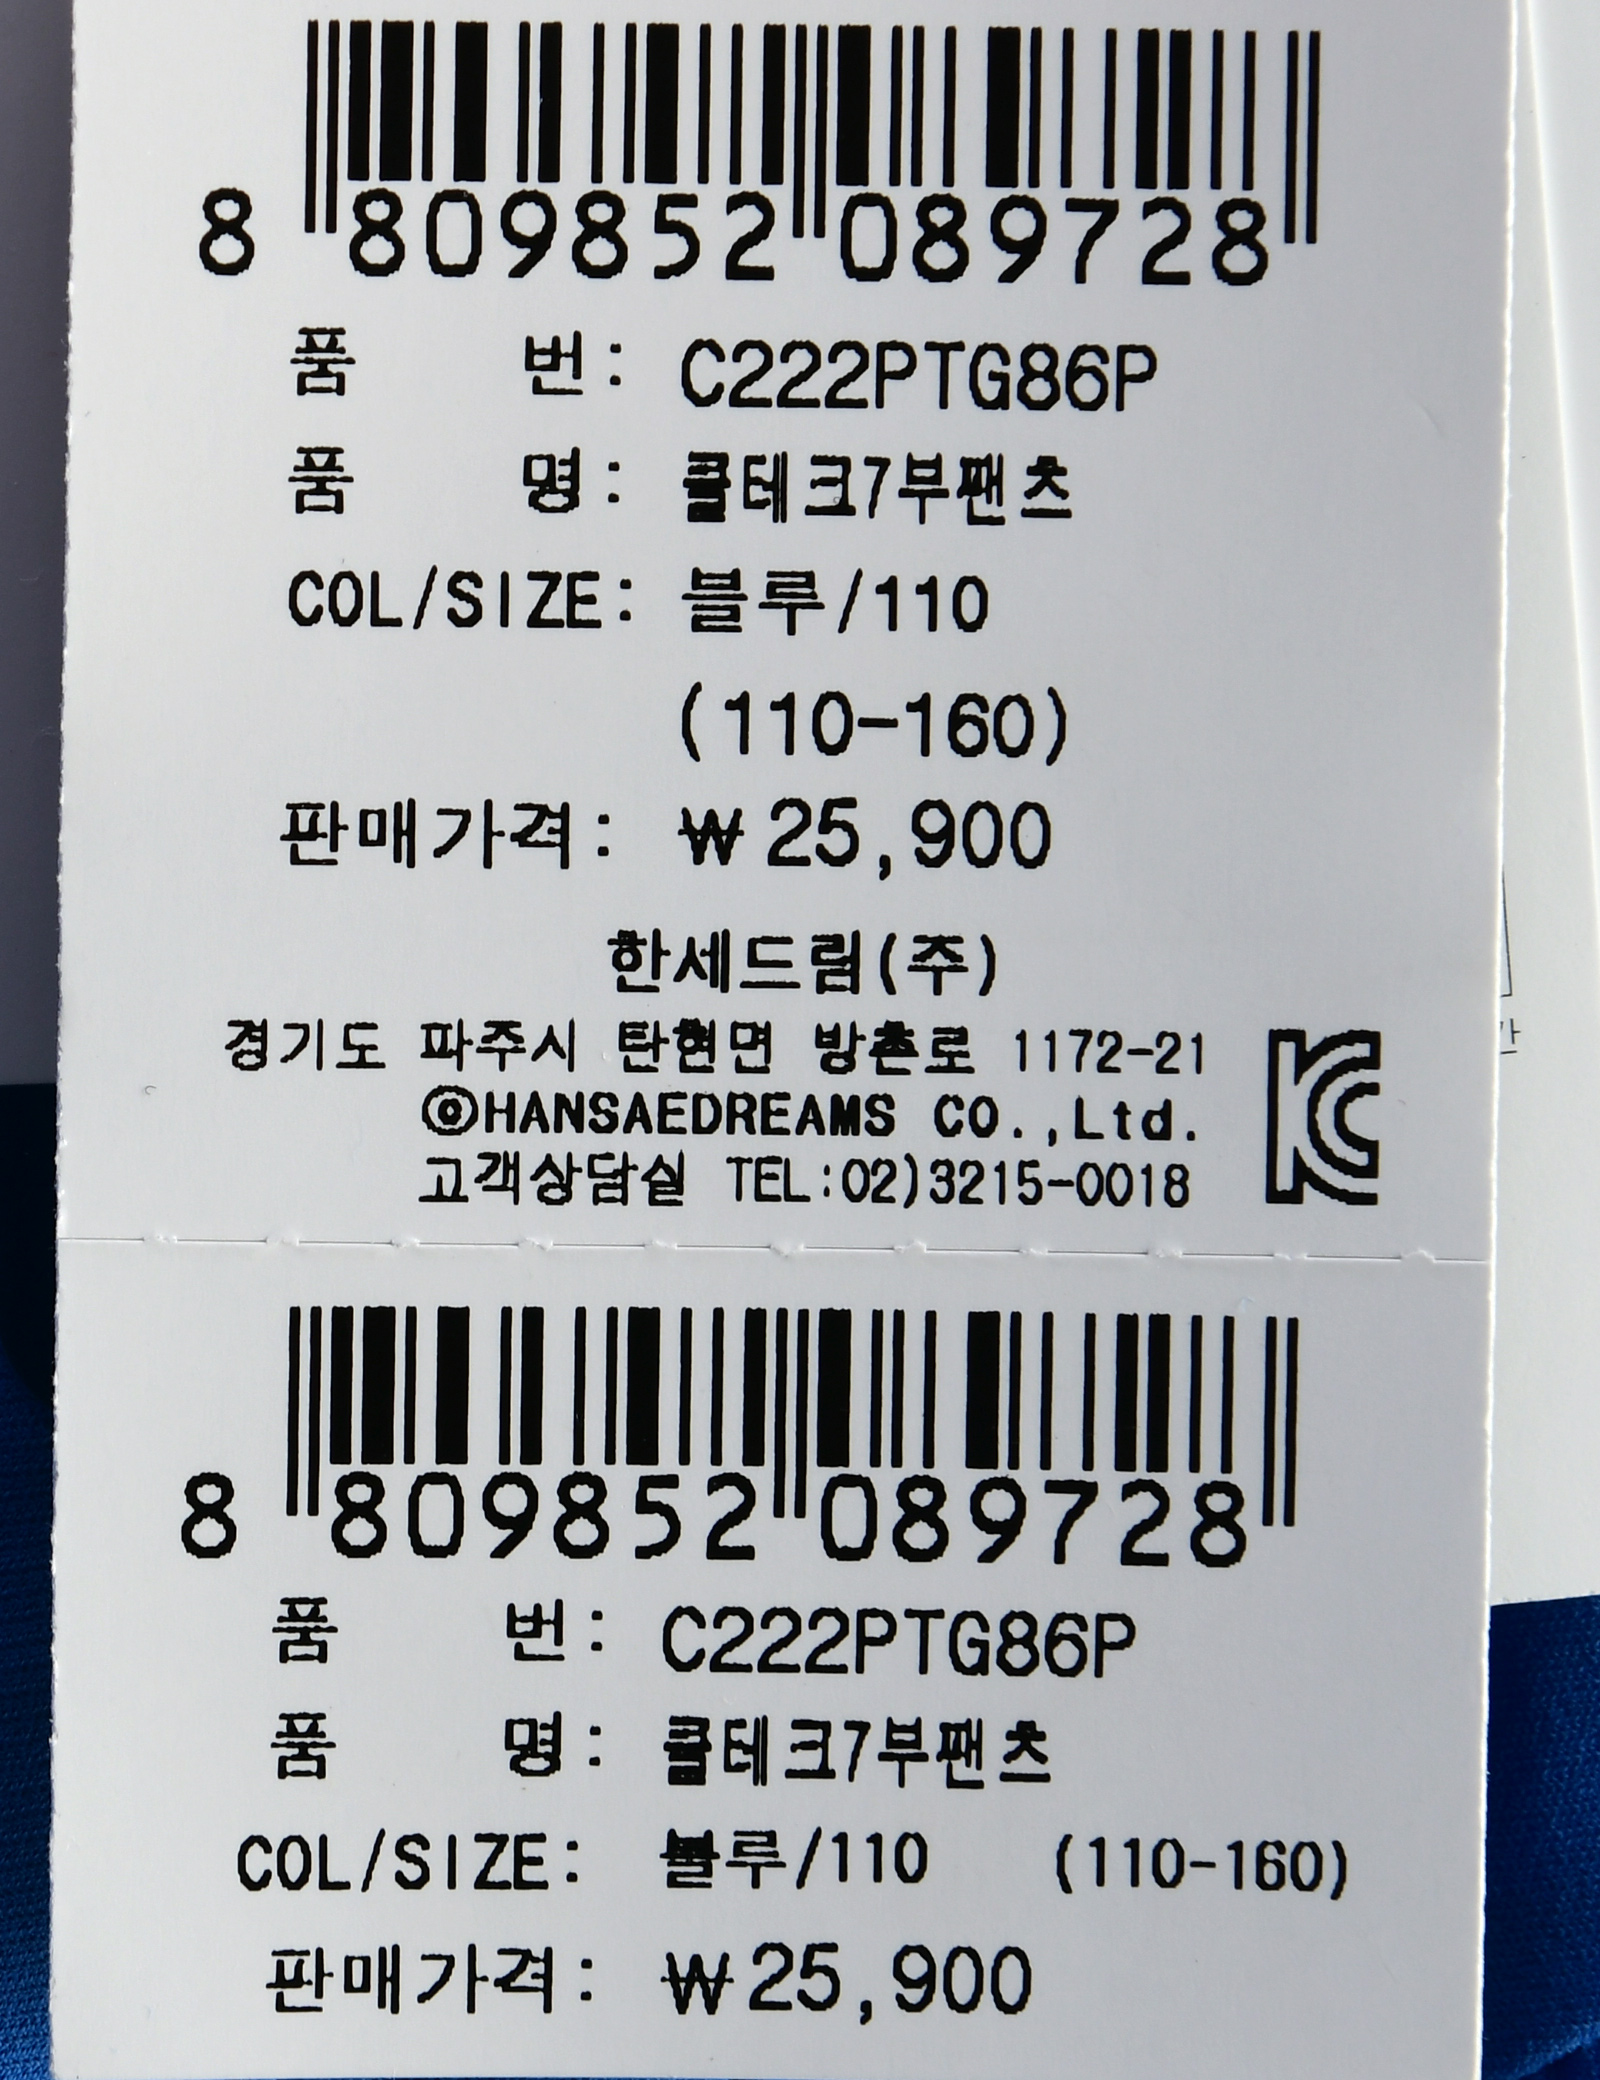 8 809852 089728
품 번: C222PTG86P
품 명: 쿨테크7부팬츠
COL/SIZE: 블루/110
(110-160)
판매가격: ₩25,900
한세드림(주)
경기도 파주시 탄현면 방촌로 1172-21
◎HANSAEDREAMS CO.,Ltd.
고객상담실 TEL:02)3215-0018
KC
8 809852 089728
품 번: C222PTG86P
품 명: 쿨테크7부팬츠
COL/SIZE: 블루/110 (110-160)
판매가격: ₩25,900